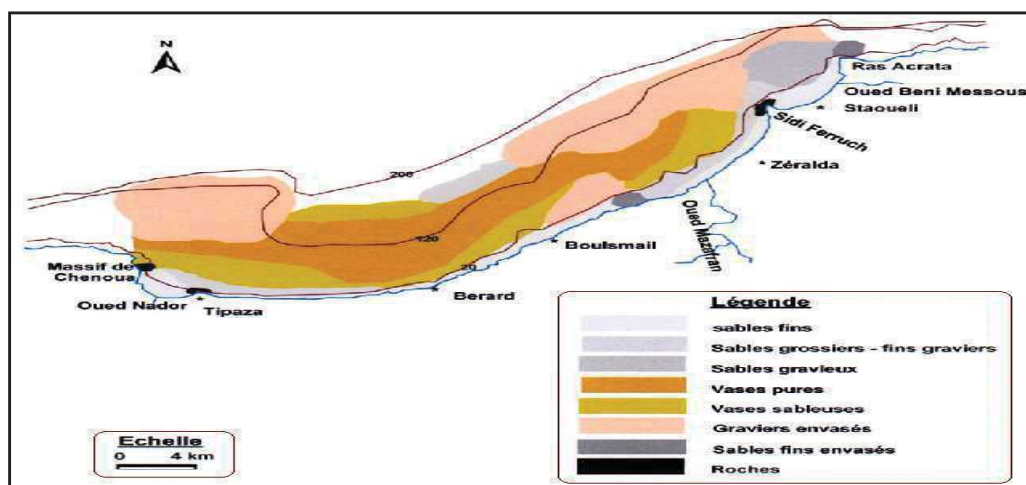 N
Ras Acrata
Oued Beni Messous
Staoueli
Sidi Ferruch
Zéralda
200
Oued Mazafran
120
Boulsmail
20
Massif de
Chenoua
Berard
Oued Nador
Tipaza
Légende
sables fins
Sables grossiers - fins graviers
Sables gravieux
Vases pures
Vases sableuses
Graviers envasés
Sables fins envasés
Roches
Echelle
0 4 km